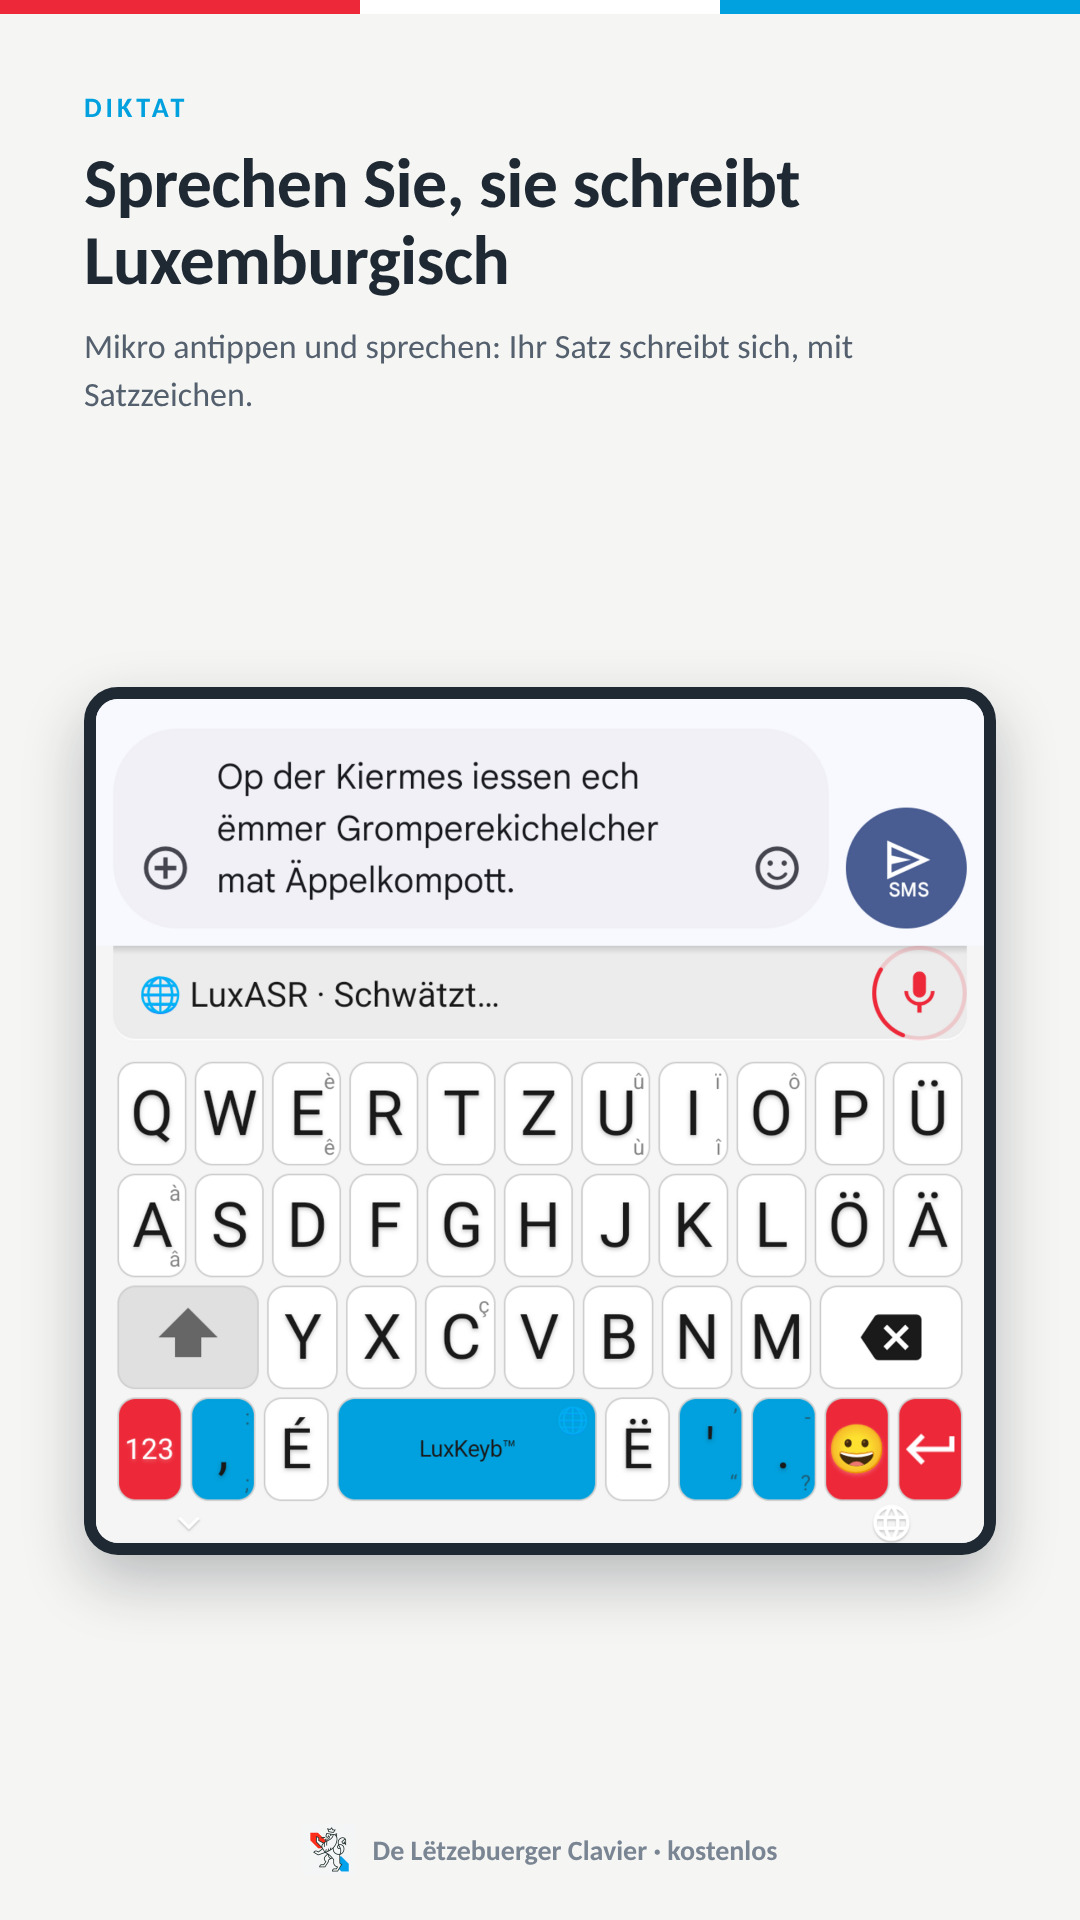 DIKTAT
Sprechen Sie, sie schreibt
Luxemburgisch
Mikro antippen und sprechen: Ihr Satz schreibt sich, mit
Satzzeichen.
Op der Kiermes iessen ech
ëmmer Gromperekichelcher
mat Äppelkompott.
SMS
LuxASR · Schwätzt...
Q W E è ê R T Z U û ù I ï î O ô P Ü
A à â S D F G H J K L Ö Ä
Y X C ç V B N M
123 , : ; É LuxKeyb™ Ë ' . - ?
De Lëtzebuerger Clavier · kostenlos